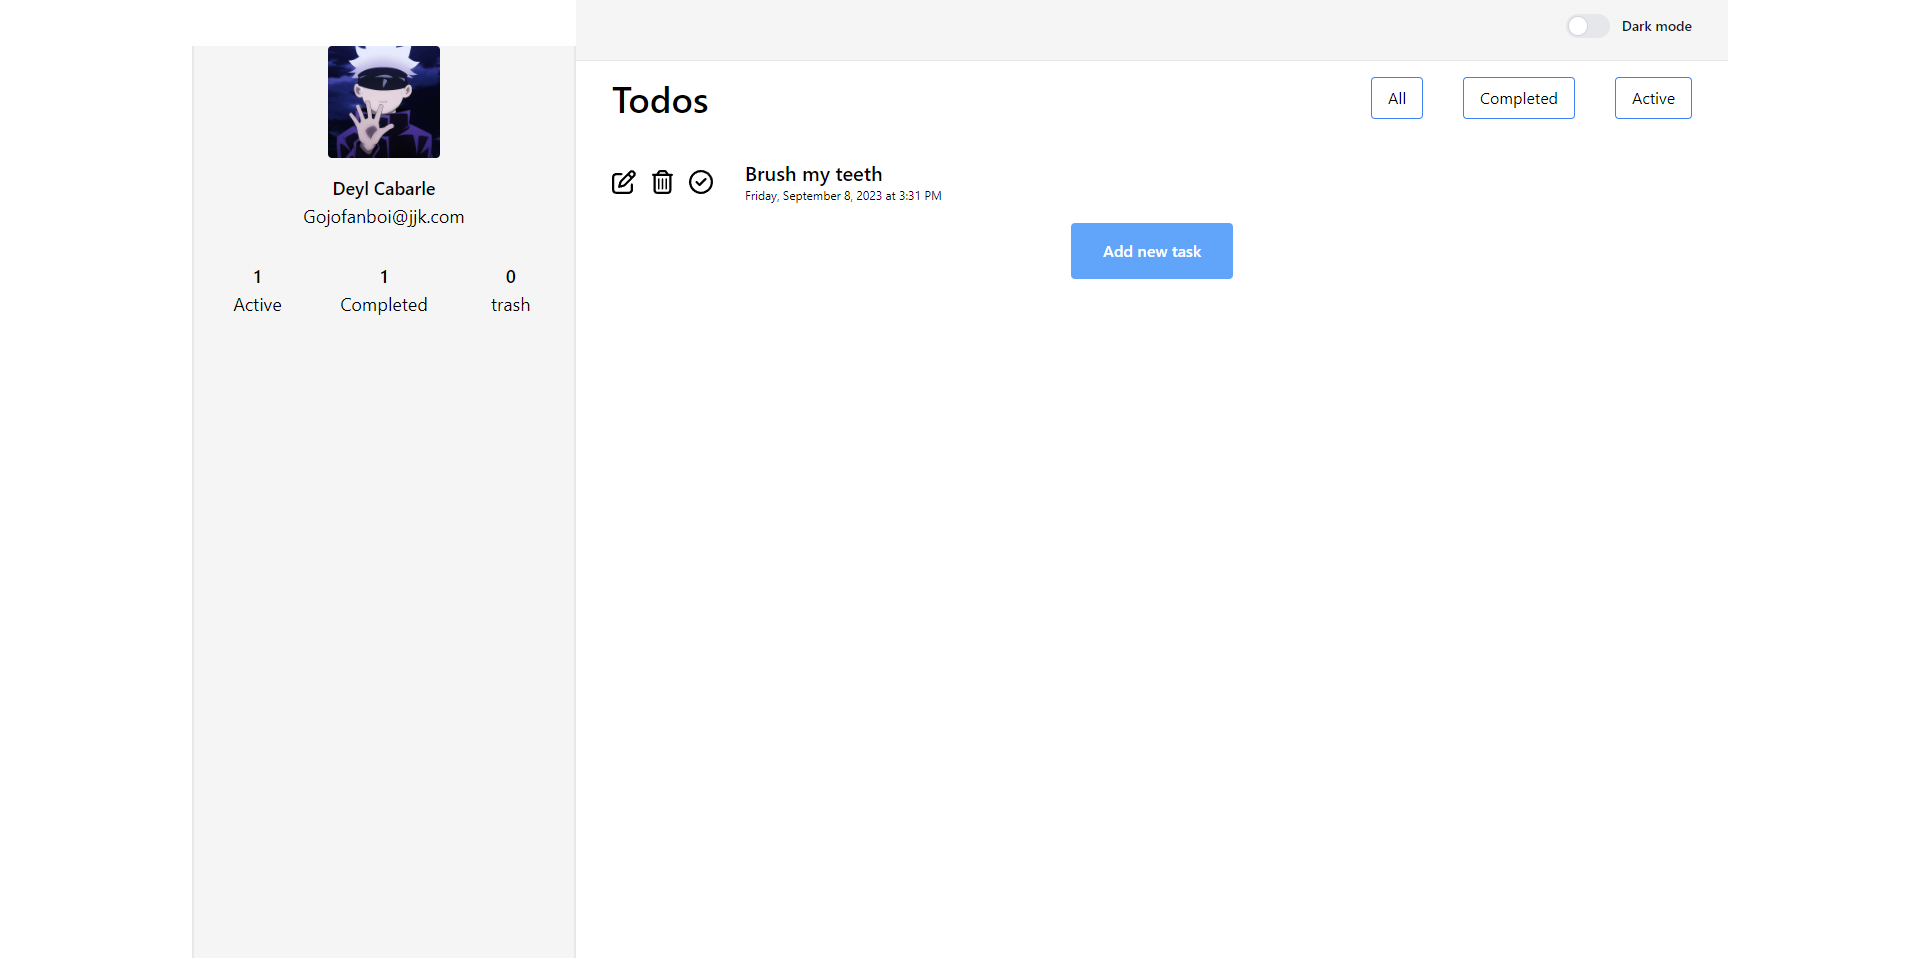 Dark mode
Todos
All
Completed
Active
Deyl Cabarle
Gojofanboi@jjk.com
1
Active
1
Completed
0
trash
Brush my teeth
Friday, September 8, 2023 at 3:31 PM
Add new task